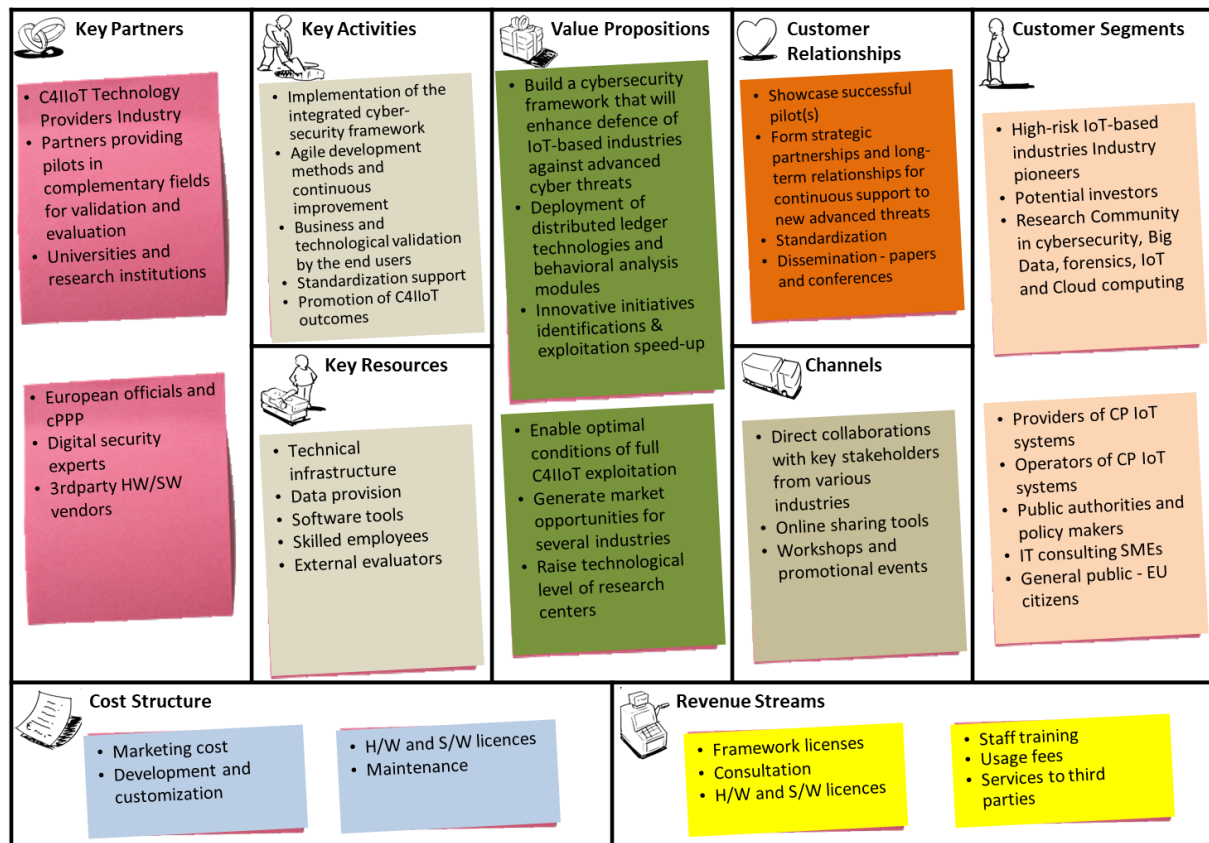 Key Partners
• C4IIoT Technology
Providers Industry
• Partners providing
pilots in
complementary fields
for validation and
evaluation
• Universities and
research institutions
• European officials and
cPPP
• Digital security
experts
• 3rdparty HW/SW
vendors
Key Activities
• Implementation of the
integrated cyber-
security framework
• Agile development
methods and
continuous
improvement
• Business and
technological validation
by the end users
• Standardization support
• Promotion of C4IIoT
outcomes
Key Resources
• Technical
infrastructure
• Data provision
• Software tools
• Skilled employees
• External evaluators
Value Propositions
• Build a cybersecurity
framework that will
enhance defence of
IoT-based industries
against advanced
cyber threats
• Deployment of
distributed ledger
technologies and
behavioral analysis
modules
• Innovative initiatives
identifications &
exploitation speed-up
• Enable optimal
conditions of full
C4IIoT exploitation
• Generate market
opportunities for
several industries
• Raise technological
level of research
centers
Customer
Relationships
• Showcase successful
pilot(s)
• Form strategic
partnerships and long-
term relationships for
continuous support to
new advanced threats
• Standardization
• Dissemination - papers
and conferences
Channels
• Direct collaborations
with key stakeholders
from various
industries
• Online sharing tools
• Workshops and
promotional events
Customer Segments
• High-risk IoT-based
industries Industry
pioneers
• Potential investors
• Research Community
in cybersecurity, Big
Data, forensics, IoT
and Cloud computing
• Providers of CP IoT
systems
• Operators of CP IoT
systems
• Public authorities and
policy makers
• IT consulting SMEs
• General public - EU
citizens
Cost Structure
• Marketing cost
• Development and
customization
• H/W and S/W licences
• Maintenance
Revenue Streams
• Framework licenses
• Consultation
• H/W and S/W licences
• Staff training
• Usage fees
• Services to third
parties